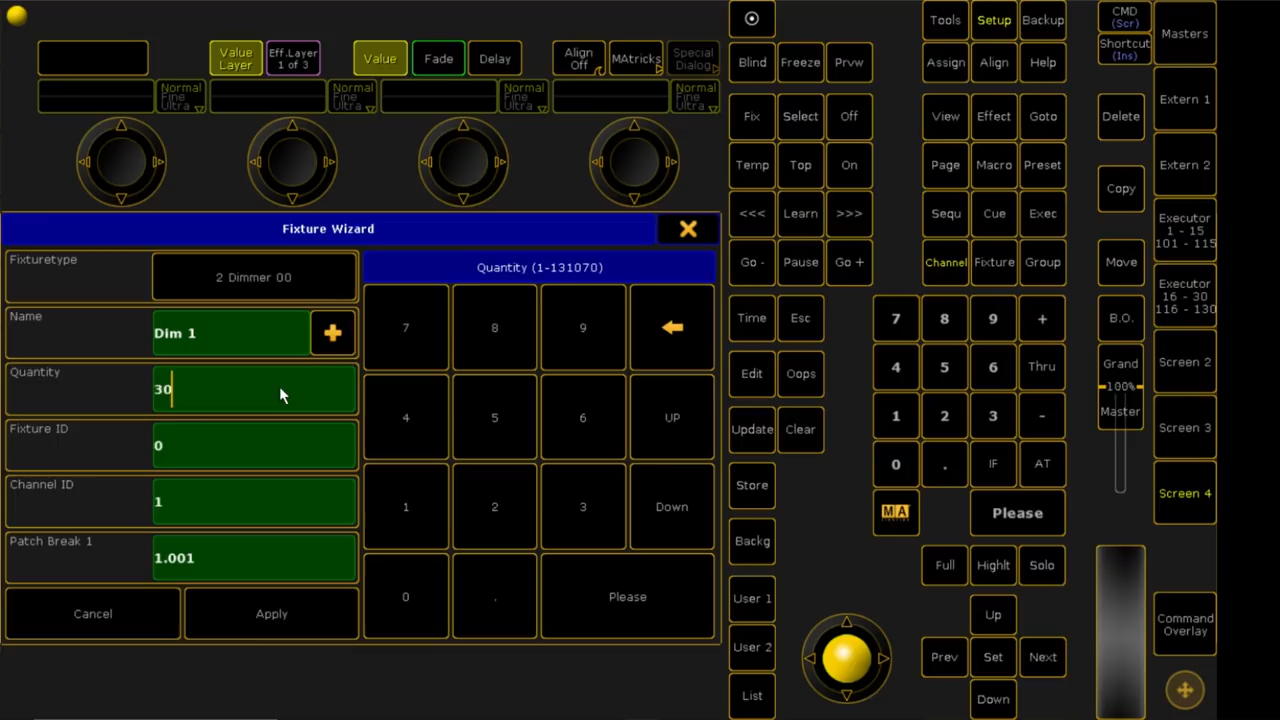 Value
Layer
Eff.Layer
1 of 3
Value
Fade
Delay
Align
Off
MAtricks
Special
Dialog
Normal
Fine
Ultra
Normal
Fine
Ultra
Normal
Fine
Ultra
Normal
Fine
Ultra
Fixture Wizard
Fixturetype
2 Dimmer 00
Name
Dim 1
Quantity
30
Fixture ID
0
Channel ID
1
Patch Break 1
1.001
Cancel
Apply
Quantity (1-131070)
7
8
9
4
5
6
UP
1
2
3
Down
0
.
Please
Blind
Freeze
Prvw
Fix
Select
Off
Temp
Top
On
<<<
Learn
>>>
Go -
Pause
Go +
Time
Esc
Edit
Oops
Update
Clear
Store
Backg
User 1
User 2
List
Tools
Setup
Backup
Assign
Align
Help
View
Effect
Goto
Page
Macro
Preset
Sequ
Cue
Exec
Channel
Fixture
Group
7
8
9
+
4
5
6
Thru
1
2
3
-
0
.
IF
AT
MA
Please
Full
Highlt
Solo
Up
Prev
Set
Next
Down
CMD
(Scr)
Shortcut
(Ins)
Delete
Copy
Move
B.O.
Grand
100%
Master
Masters
Extern 1
Extern 2
Executor
1 - 15
101 - 115
Executor
16 - 30
116 - 130
Screen 2
Screen 3
Screen 4
Command
Overlay